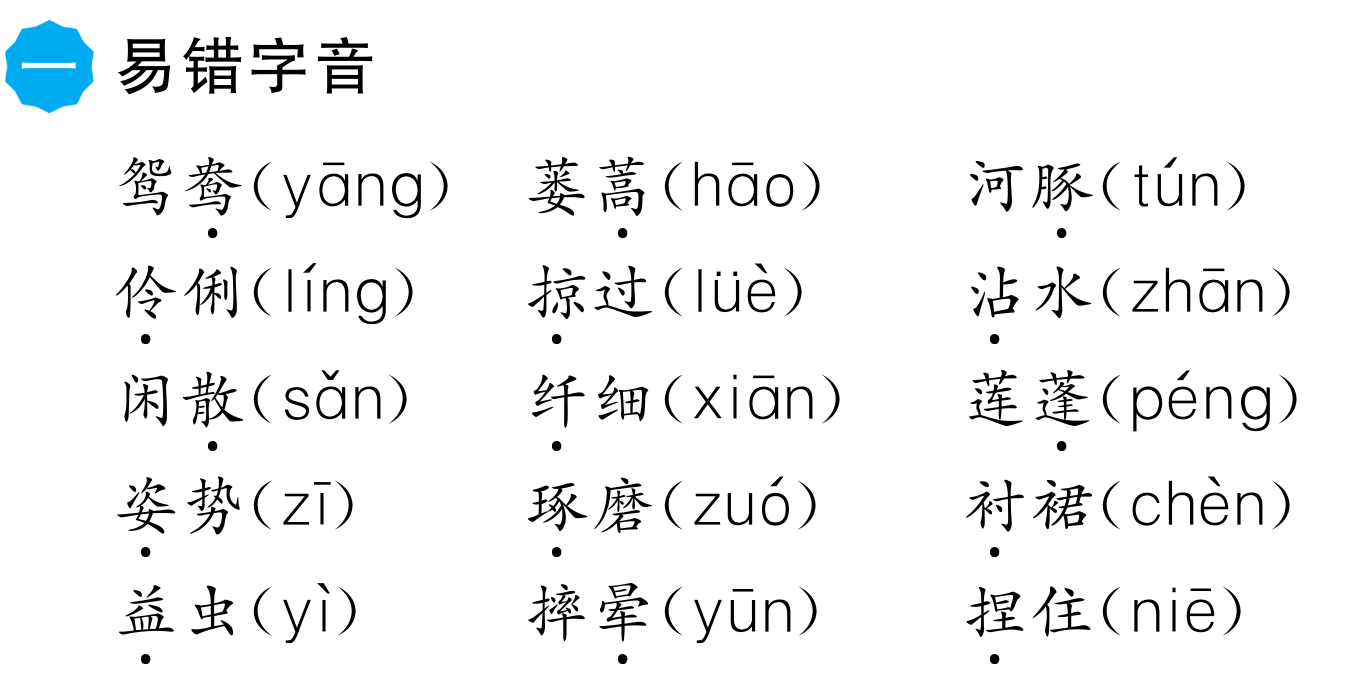 一 易错字音
鸳鸯(yāng) 蒌蒿(hāo) 河豚(tún)
伶俐(líng) 掠过(lüè) 沾水(zhān)
闲散(sǎn) 纤细(xiān) 莲蓬(péng)
姿势(zī) 琢磨(zuó) 衬裙(chèn)
益虫(yì) 摔晕(yūn) 捏住(niē)